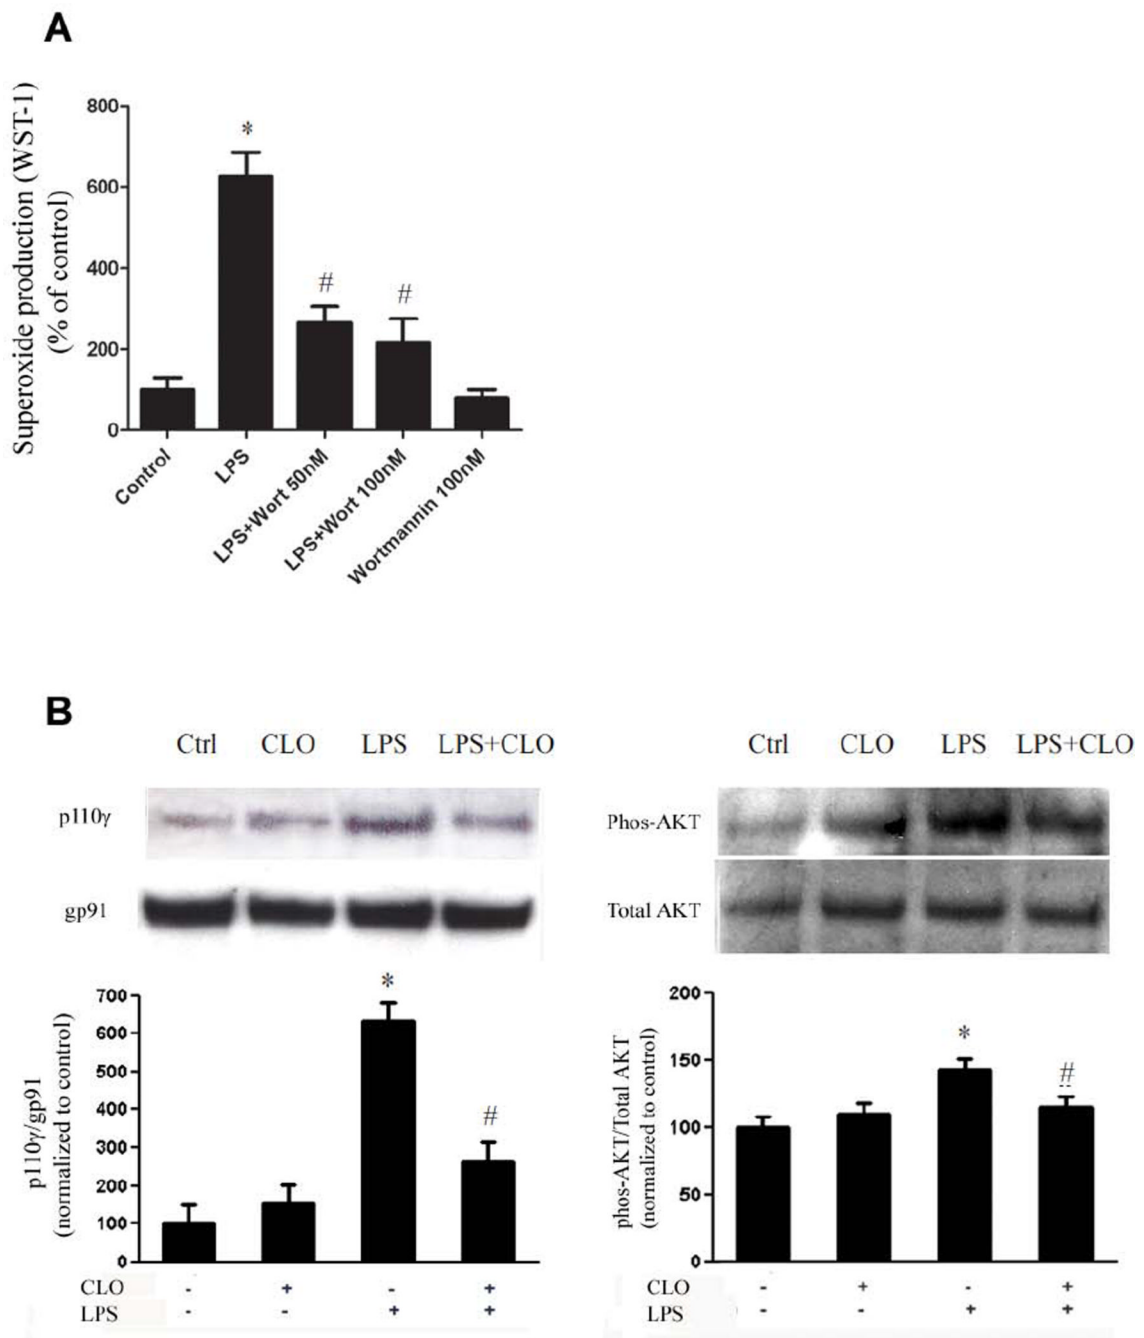 A
Superoxide production (WST-1)
(% of control)
800
600
400
200
0
*
#
#
Control
LPS
LPS+Wort 50nM
LPS+Wort 100nM
Wortmannin 100nM
B
Ctrl CLO LPS LPS+CLO
p110γ
gp91
p110γ/gp91
(normalized to control)
700
600
500
400
300
200
100
0
*
#
CLO - + - +
LPS - - + +
Ctrl CLO LPS LPS+CLO
Phos-AKT
Total AKT
phos-AKT/Total AKT
(normalized to control)
200
150
100
50
0
*
#
CLO - + - +
LPS - - + +